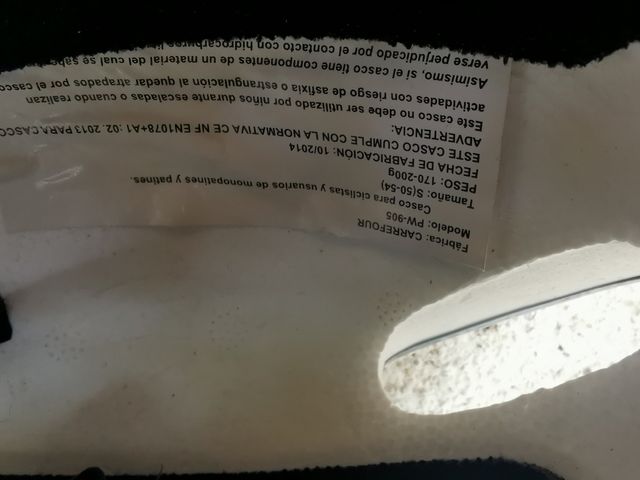 Fábrica: CARREFOUR
Modelo: PW-905
Casco para ciclistas y usuarios de monopatines y patines.
Tamaño: S(50-54)
PESO: 170-200g
FECHA DE FABRICACIÓN: 10/2014
ESTE CASCO CUMPLE CON LA NORMATIVA CE NF EN1078+A1 :02. 2013 PARA CASCO
ADVERTENCIA:
Este casco no debe ser utilizado por niños durante escaladas o cuando realizan
actividades con riesgo de asfixia o estrangulación al quedar atrapados por el casco
Asimismo, si el casco tiene componentes de un material del cual se sabe
verse perjudicado por el contacto con hidrocarburos